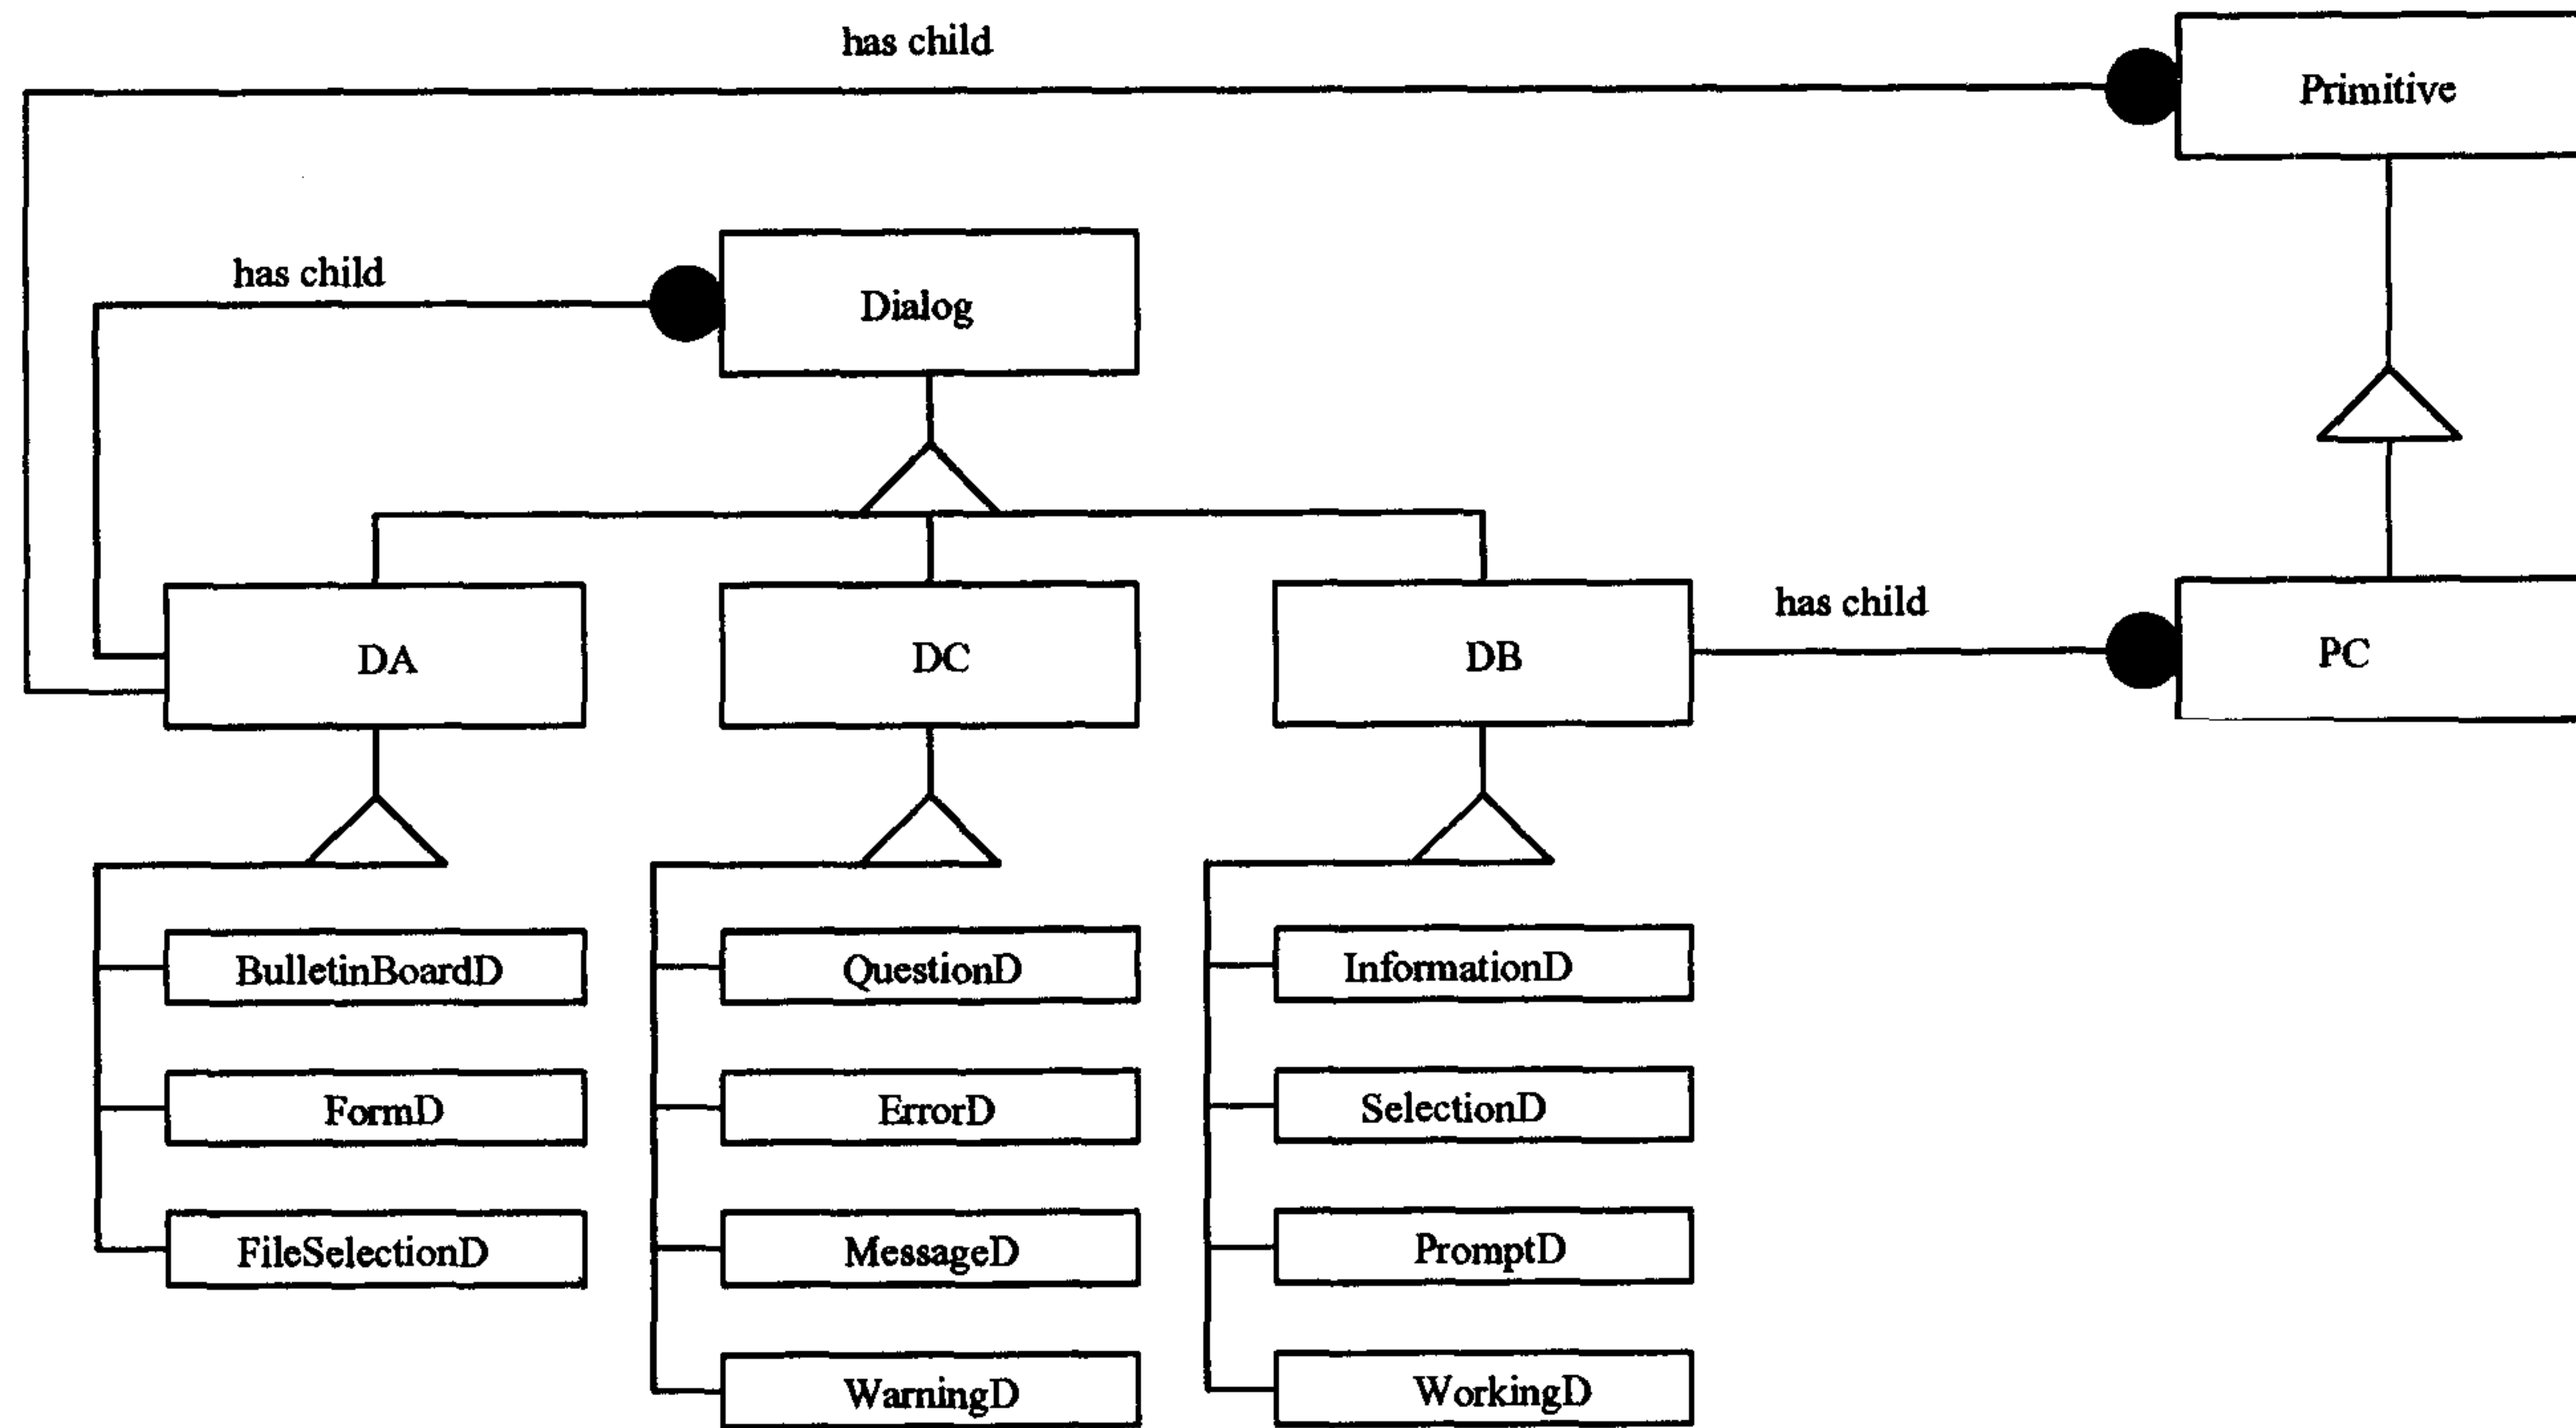 has child
Primitive
has child
Dialog
has child
DA
DC
DB
PC
BulletinBoardD
QuestionD
InformationD
FormD
ErrorD
SelectionD
FileSelectionD
MessageD
PromptD
WarningD
WorkingD